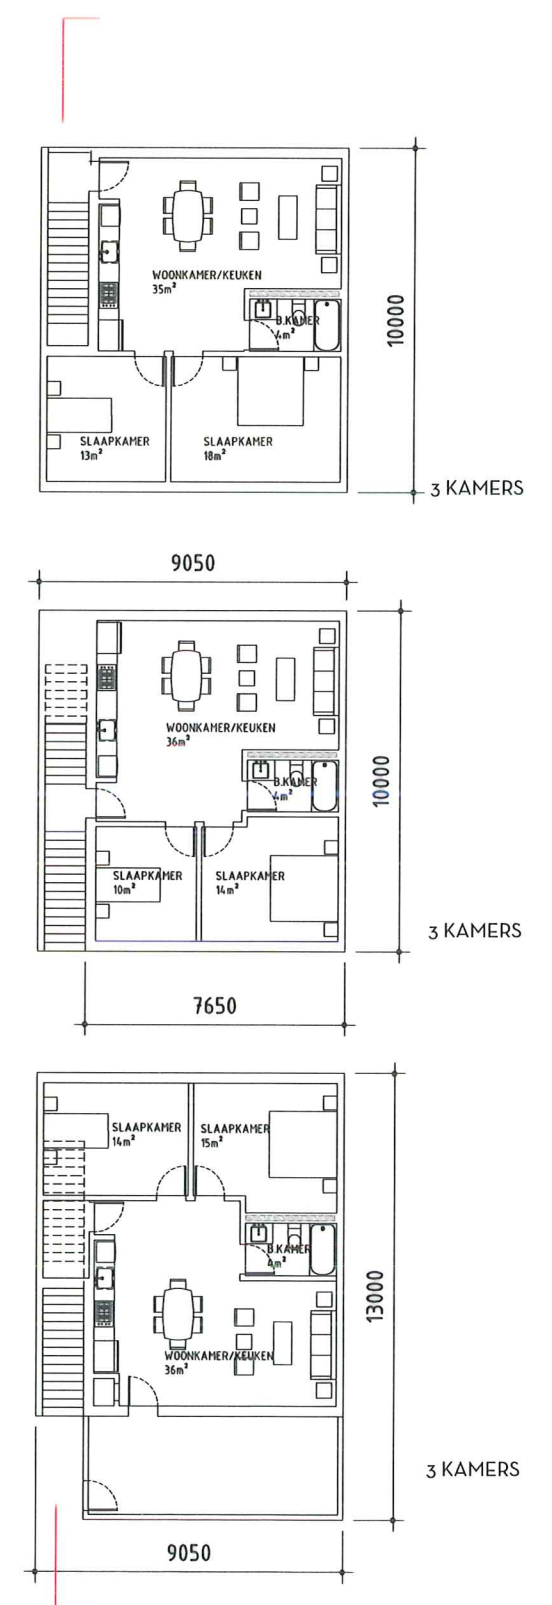 WOONKAMER/KEUKEN
35m²
B.KAMER
4m²
10000
SLAAPKAMER
13m²
SLAAPKAMER
18m²
3 KAMERS
9050
WOONKAMER/KEUKEN
36m²
B.KAMER
4m²
10000
SLAAPKAMER
10m²
SLAAPKAMER
14m²
3 KAMERS
7650
SLAAPKAMER
14m²
SLAAPKAMER
15m²
B.KAMER
4m²
13000
WOONKAMER/KEUKEN
36m²
3 KAMERS
9050